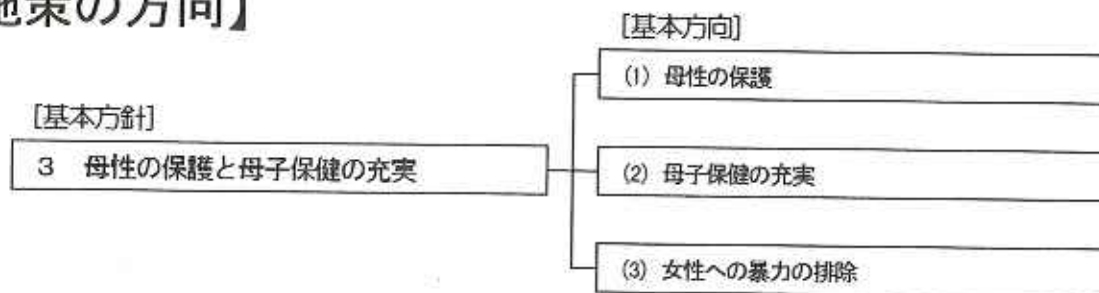 施策の方向】
[基本方針]
3 母性の保護と母子保健の充実
[基本方向]
(1) 母性の保護
(2) 母子保健の充実
(3) 女性への暴力の排除